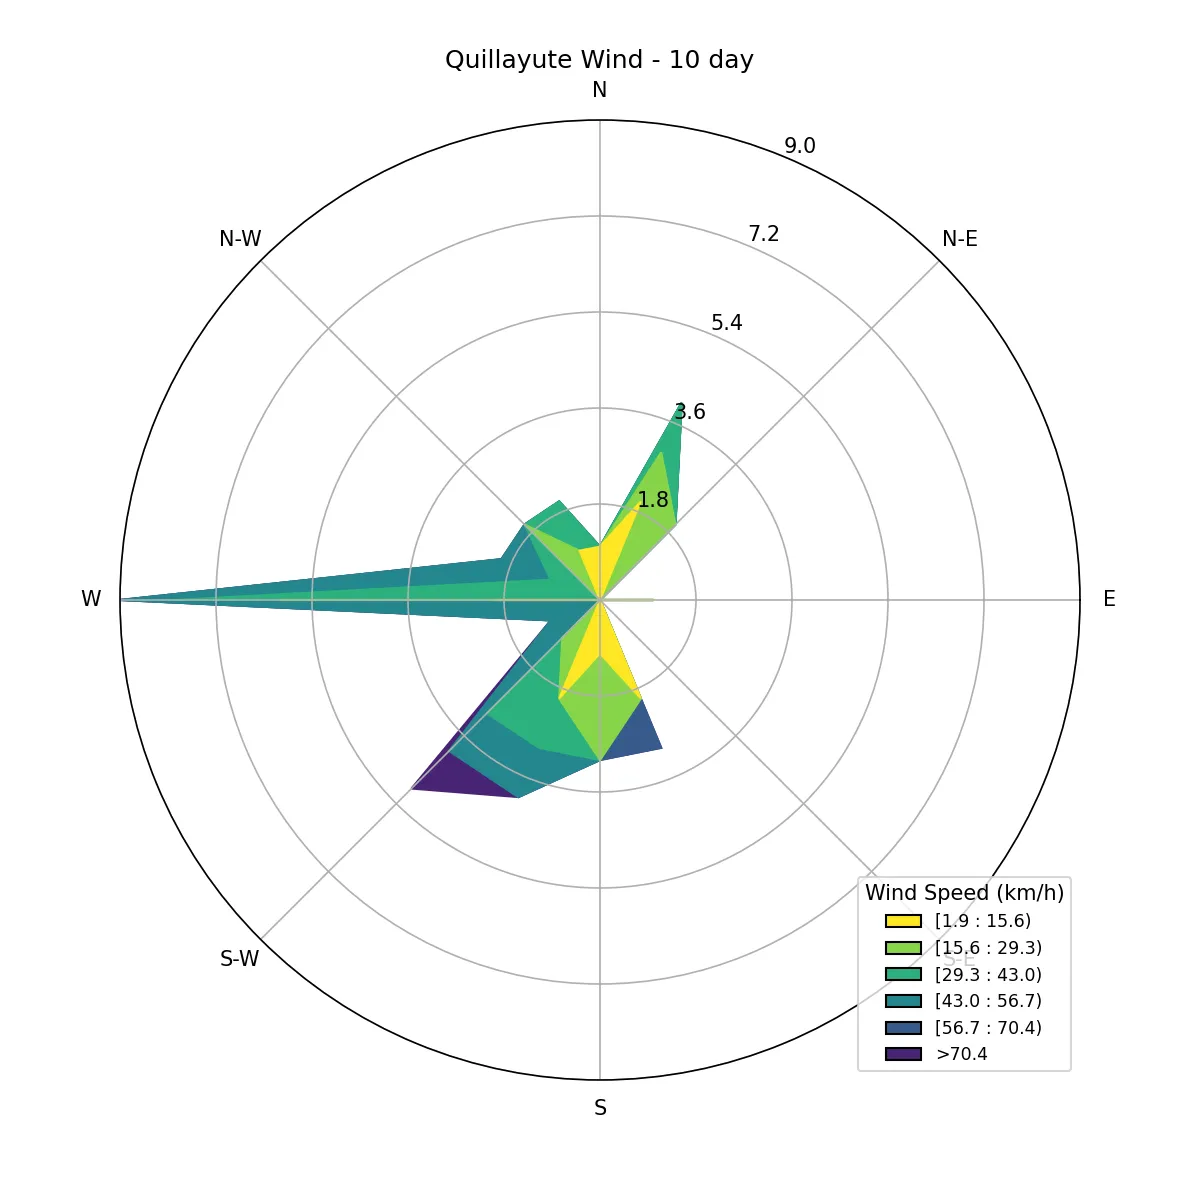 Quillayute Wind - 10 day
N
9.0
7.2
N-W
N-E
5.4
3.6
1.8
W
E
S-W
S-E
S
Wind Speed (km/h)
[1.9 : 15.6)
[15.6 : 29.3)
[29.3 : 43.0)
[43.0 : 56.7)
[56.7 : 70.4)
>70.4